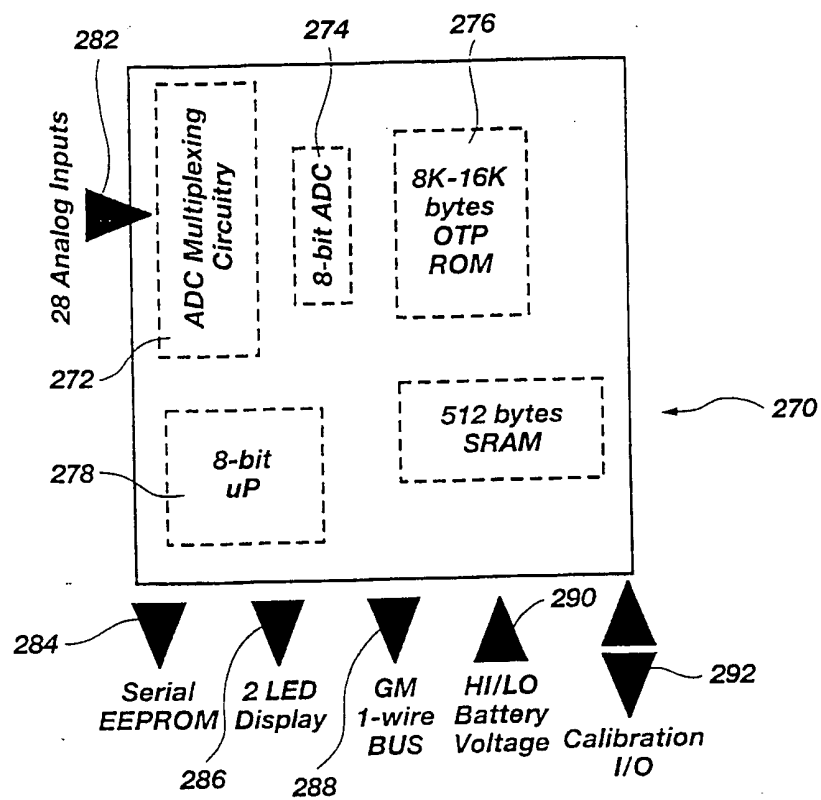 282
274
276
28 Analog Inputs
ADC Multiplexing
Circuitry
8-bit ADC
8K-16K
bytes
OTP
ROM
272
512 bytes
SRAM
270
278
8-bit
uP
284
290
292
Serial
EEPROM
2 LED
Display
GM
1-wire
BUS
HI/LO
Battery
Voltage
Calibration
I/O
286
288